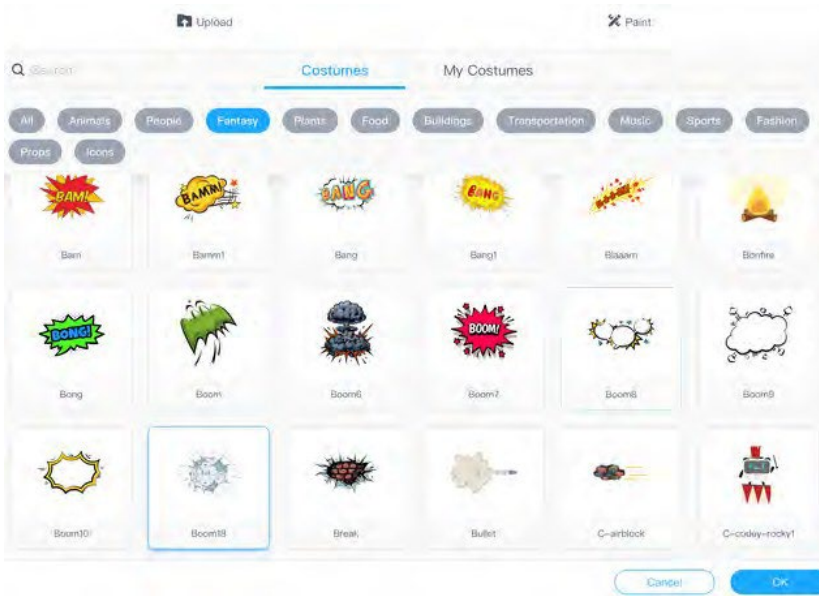 Upload
Paint
Search
Costumes
My Costumes
All
Animals
People
Fantasy
Plants
Food
Buildings
Transportation
Music
Sports
Fashion
Props
Icons
BAM!
BAMM!
BANG
BANG
Bam
Bamm1
Bang
Bang1
Blaaam
Bonfire
BONG!
BOOM!
Bong
Boom
Boom6
Boom7
Boom8
Boom9
Boom10
Boom18
Break
Bullet
C-airblock
C-codey-rocky1
Cancel
OK